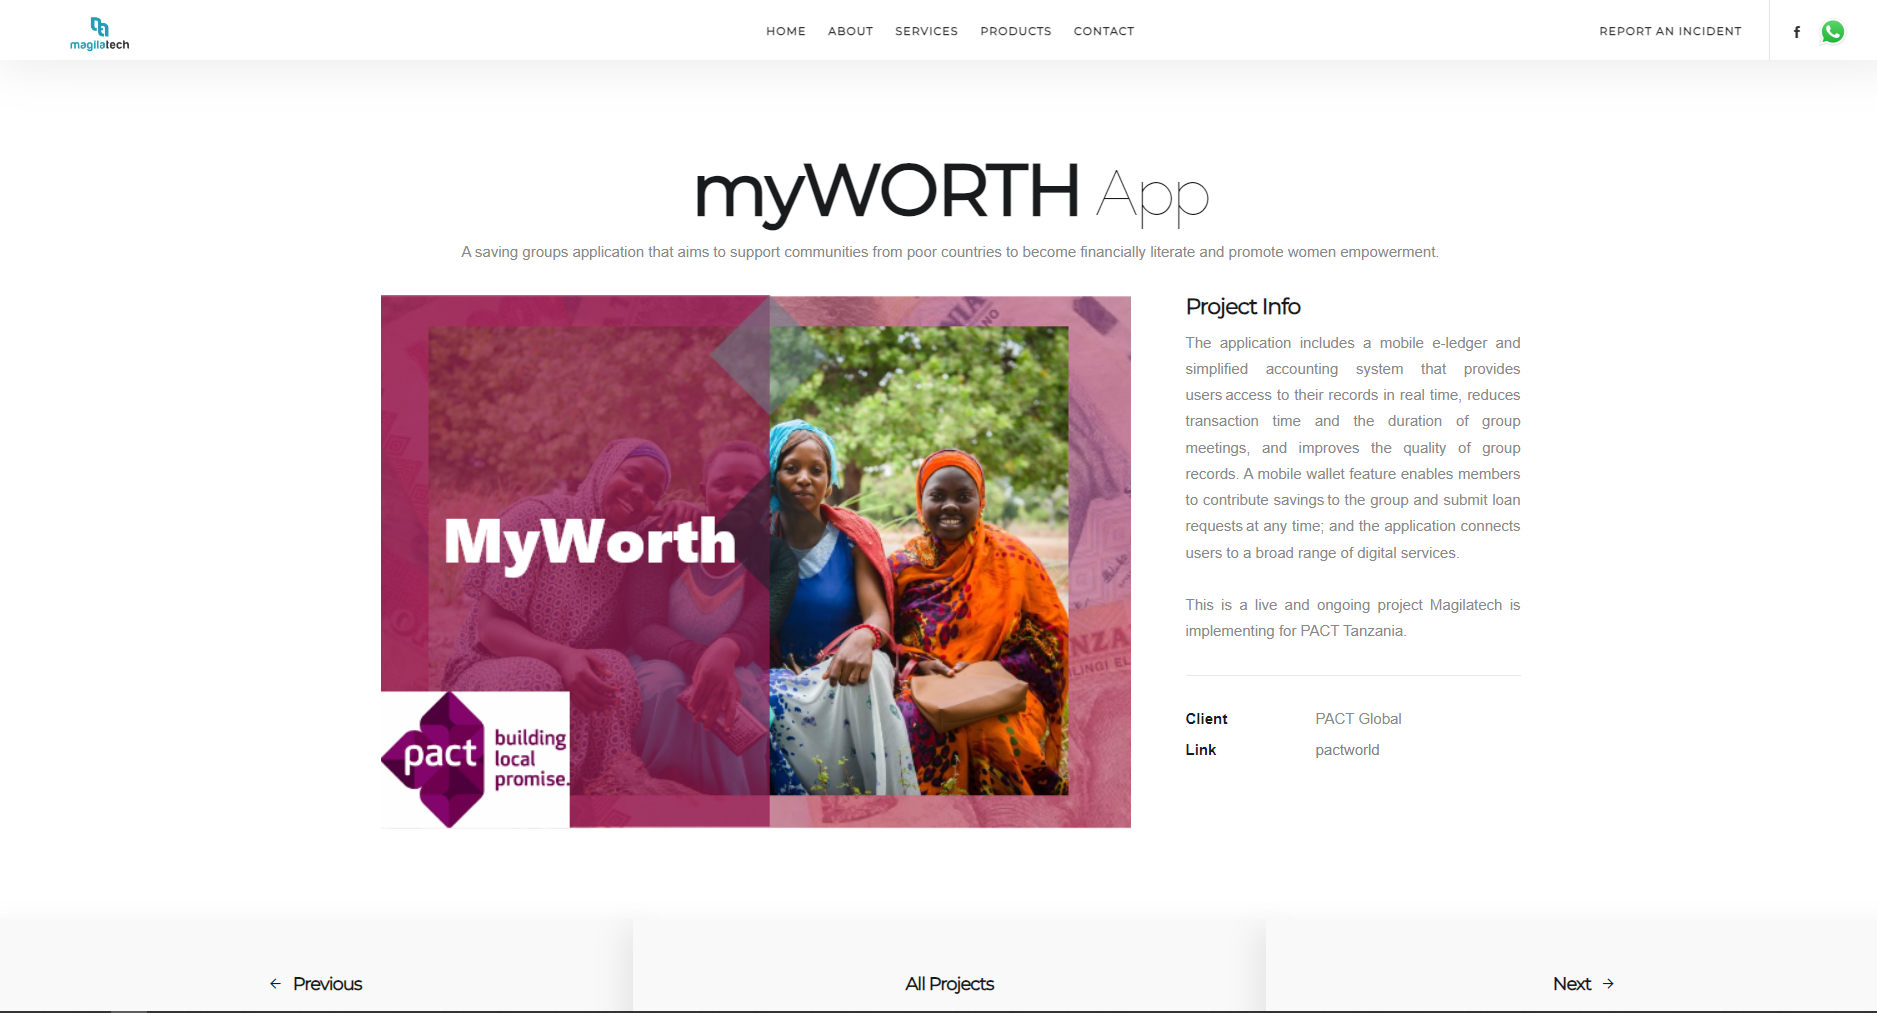 magilatech
HOME ABOUT SERVICES PRODUCTS CONTACT
REPORT AN INCIDENT
f
myWORTH App
A saving groups application that aims to support communities from poor countries to become financially literate and promote women empowerment.
MyWorth
pact
building
local
promise.
Project Info
The application includes a mobile e-ledger and
simplified accounting system that provides
users access to their records in real time, reduces
transaction time and the duration of group
meetings, and improves the quality of group
records. A mobile wallet feature enables members
to contribute savings to the group and submit loan
requests at any time; and the application connects
users to a broad range of digital services.
This is a live and ongoing project Magilatech is
implementing for PACT Tanzania.
Client PACT Global
Link pactworld
← Previous
All Projects
Next →